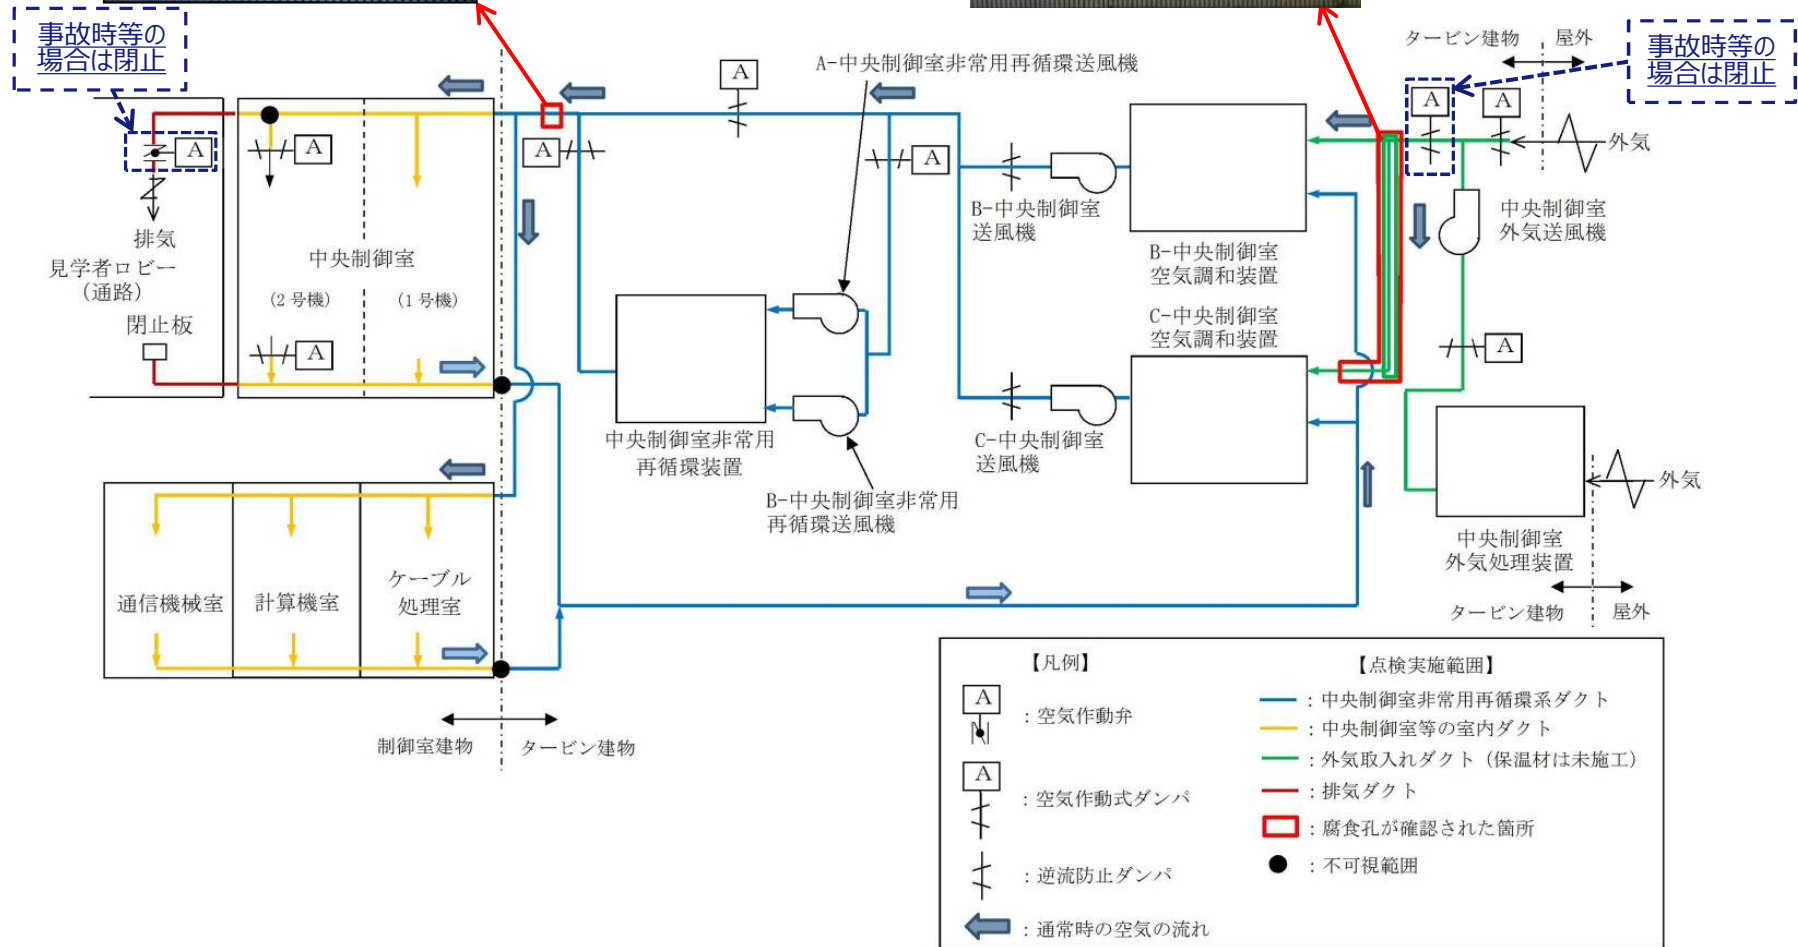 事故時等の
場合は閉止
A
排気
見学者ロビー
（通路）
閉止板
A
中央制御室
（2号機）
（1号機）
A
A
A
A-中央制御室非常用再循環送風機
A
中央制御室非常用
再循環装置
B-中央制御室非常用
再循環送風機
B-中央制御室
送風機
C-中央制御室
送風機
B-中央制御室
空気調和装置
C-中央制御室
空気調和装置
タービン建物
屋外
事故時等の
場合は閉止
A
A
外気
中央制御室
外気送風機
A
外気
中央制御室
外気処理装置
タービン建物
屋外
通信機械室
計算機室
ケーブル
処理室
制御室建物
タービン建物
【凡例】
A
：空気作動弁
A
：空気作動式ダンパ
：逆流防止ダンパ
：通常時の空気の流れ
【点検実施範囲】
：中央制御室非常用再循環系ダクト
：中央制御室等の室内ダクト
：外気取入れダクト（保温材は未施工）
：排気ダクト
：腐食孔が確認された箇所
：不可視範囲